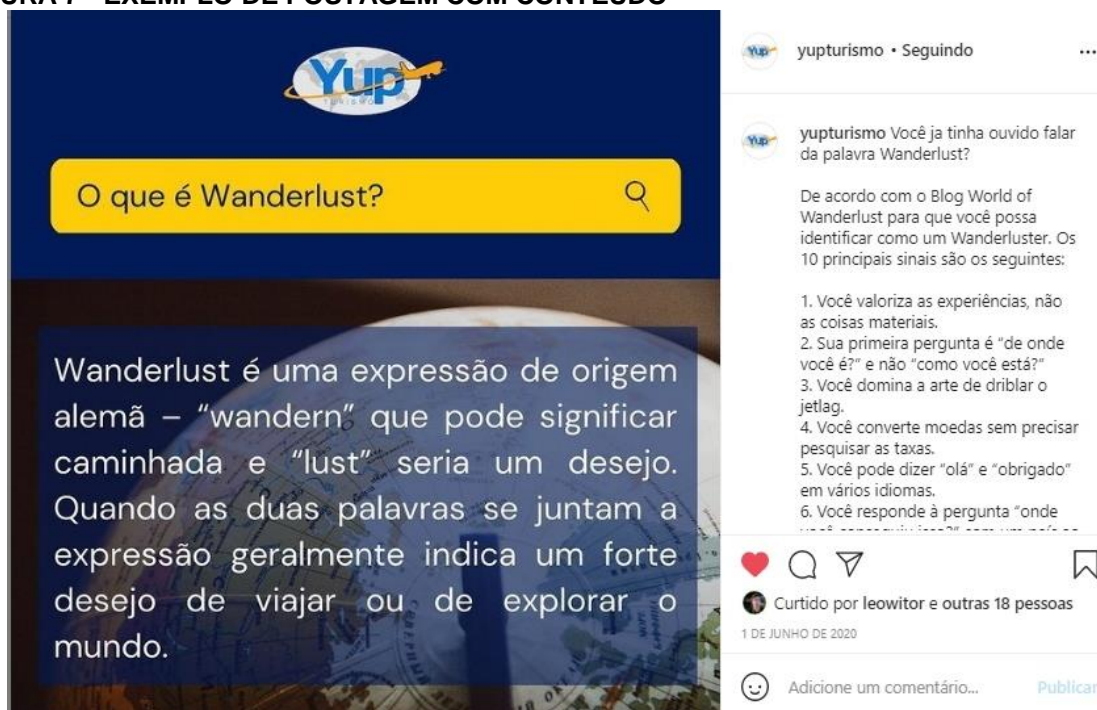 EXEMPLO DE POSTAGEM COM CONTEÚDO
Yup
TURISMO
O que é Wanderlust?
Wanderlust é uma expressão de origem
alemã – “wandern” que pode significar
caminhada e “lust” seria um desejo.
Quando as duas palavras se juntam a
expressão geralmente indica um forte
desejo de viajar ou de explorar o
mundo.
yupturismo • Seguindo
yupturismo Você ja tinha ouvido falar
da palavra Wanderlust?
De acordo com o Blog World of
Wanderlust para que você possa
identificar como um Wanderluster. Os
10 principais sinais são os seguintes:
1. Você valoriza as experiências, não
as coisas materiais.
2. Sua primeira pergunta é “de onde
você é?” e não “como você está?”
3. Você domina a arte de driblar o
jetlag.
4. Você converte moedas sem precisar
pesquisar as taxas.
5. Você pode dizer “olá” e “obrigado”
em vários idiomas.
6. Você responde à pergunta “onde
Curtido por leowitor e outras 18 pessoas
1 DE JUNHO DE 2020
Adicione um comentário...
Publicar